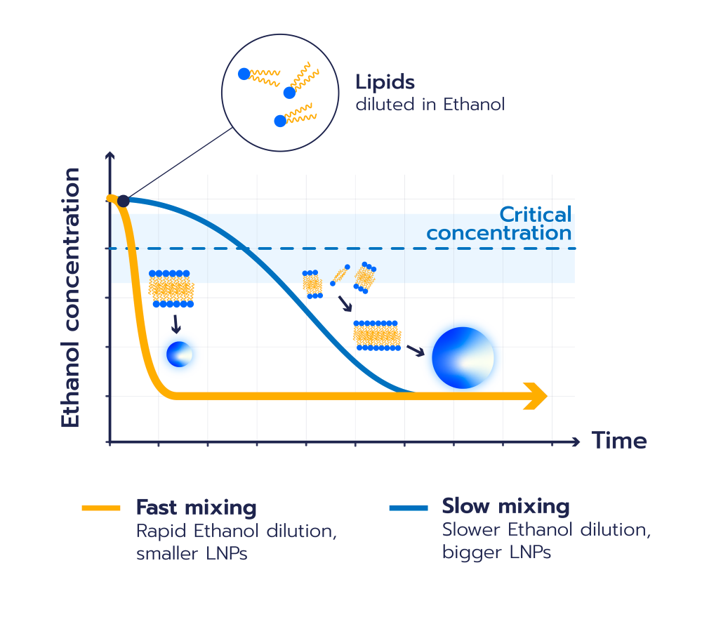 Lipids
diluted in Ethanol
Ethanol concentration
Critical
concentration
Time
Fast mixing
Rapid Ethanol dilution,
smaller LNPs
Slow mixing
Slower Ethanol dilution,
bigger LNPs